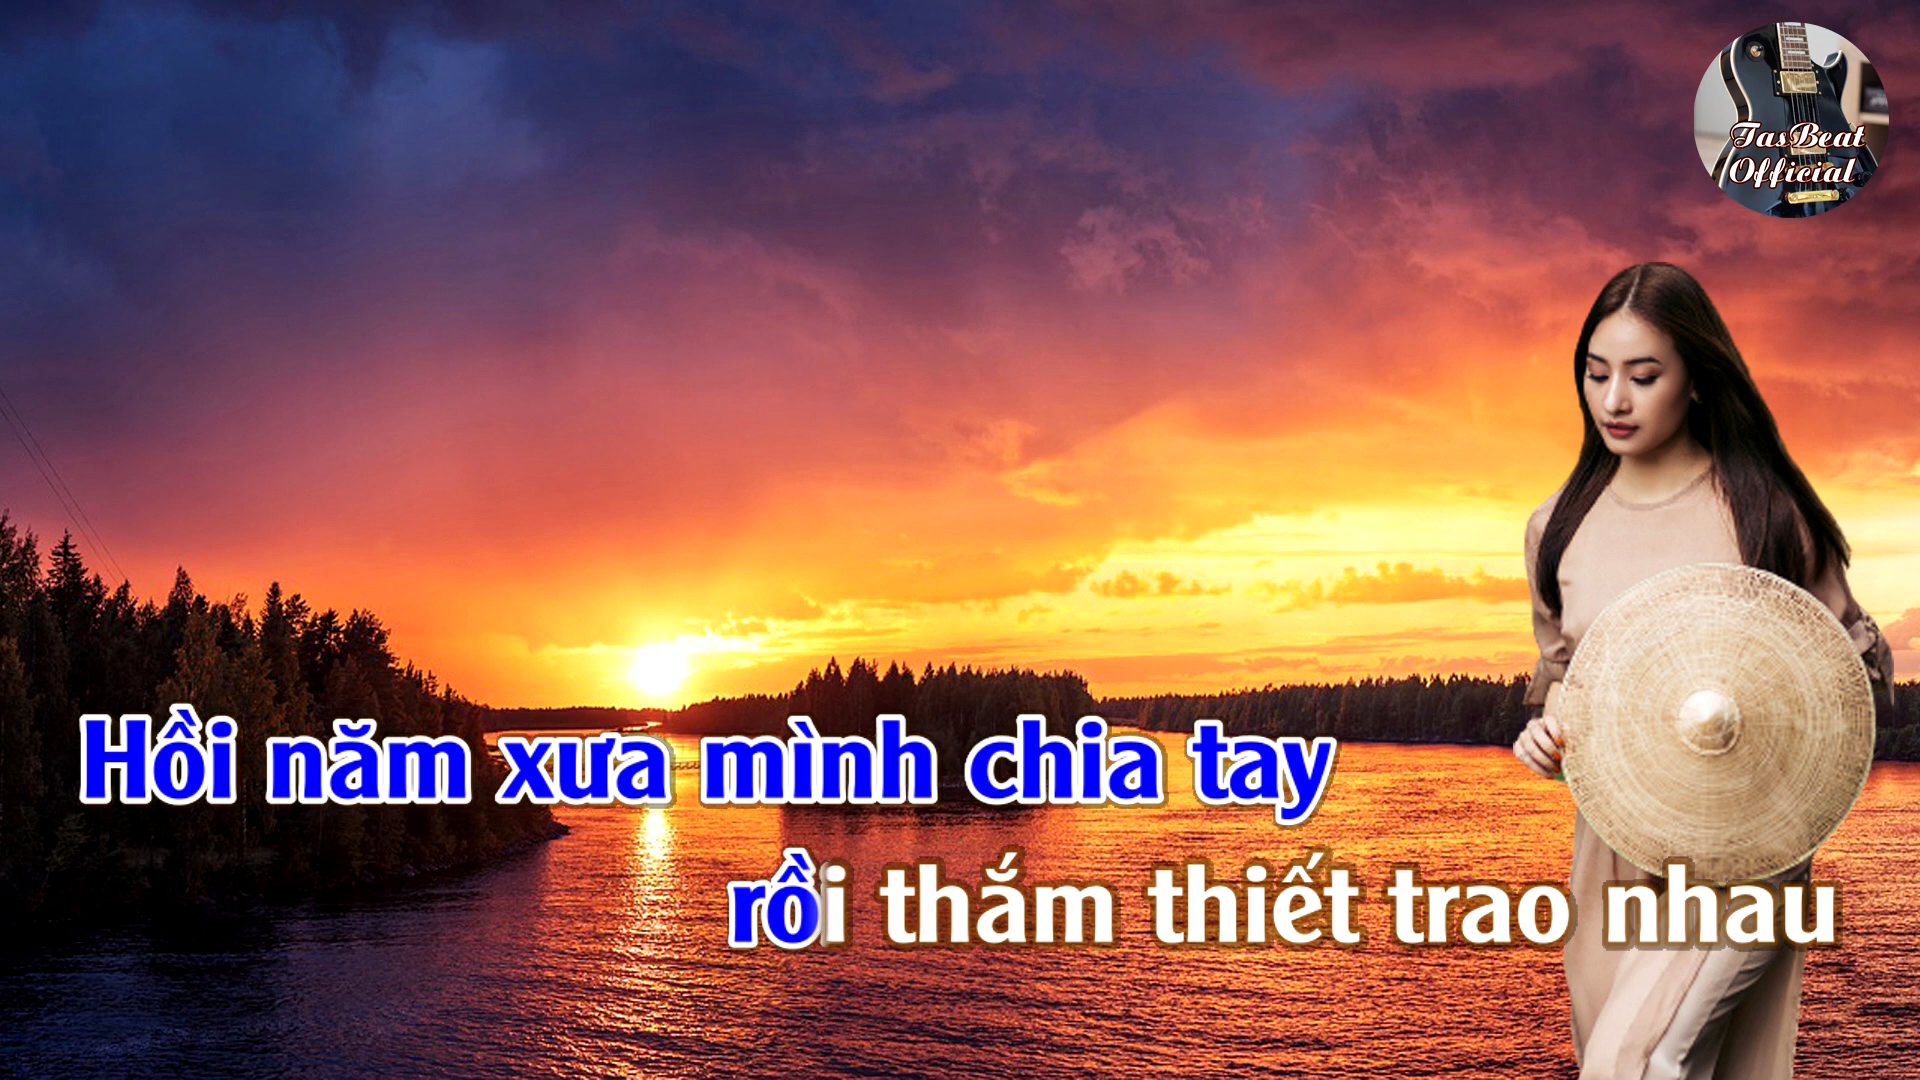 TasBeat
Official
Hồi năm xưa mình chia tay
rồi thắm thiết trao nhau